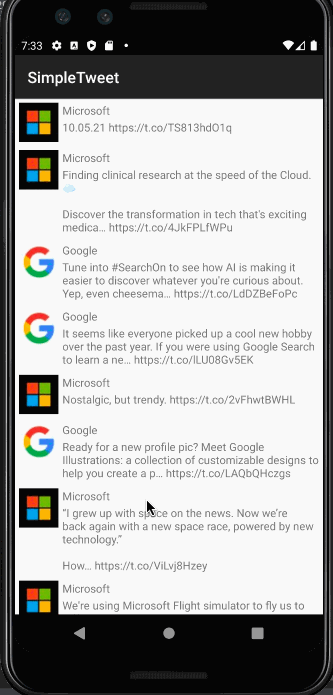 7:33
SimpleTweet
Microsoft
10.05.21 https://t.co/TS813hdO1q
Microsoft
Finding clinical research at the speed of the Cloud.
Discover the transformation in tech that's exciting
medica... https://t.co/4JkFPLfWPu
Google
Tune into #SearchOn to see how AI is making it
easier to discover whatever you're curious about.
Yep, even cheesema... https://t.co/LdDZBeFoPc
Google
It seems like everyone picked up a cool new hobby
over the past year. If you were using Google Search
to learn a ne... https://t.co/lLU08Gv5EK
Microsoft
Nostalgic, but trendy. https://t.co/2vFhwtBWHL
Google
Ready for a new profile pic? Meet Google
Illustrations: a collection of customizable designs to
help you create a p... https://t.co/LAQbQHczgs
Microsoft
“I grew up with space on the news. Now we’re
back again with a new space race, powered by new
technology.”
How... https://t.co/ViLvj8Hzey
Microsoft
We’re using Microsoft Flight simulator to fly us to